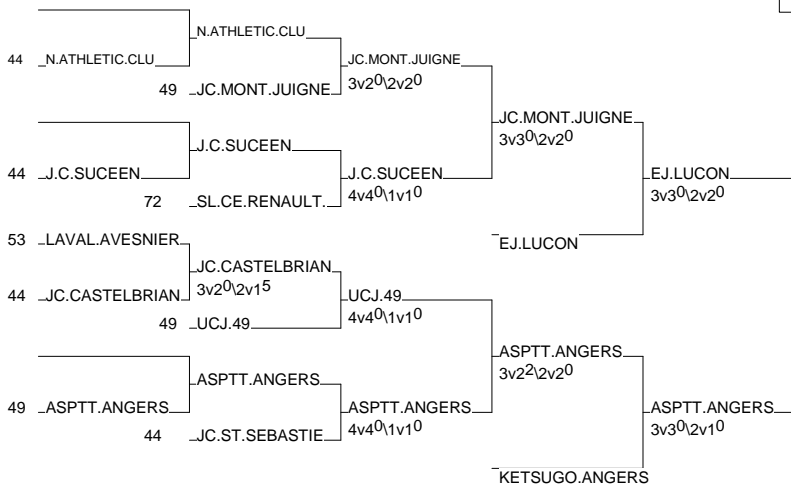 N.ATHLETIC.CLU
44 N.ATHLETIC.CLU
JC.MONT.JUIGNE
49 JC.MONT.JUIGNE
3v20\2v20
JC.MONT.JUIGNE
3v30\2v20
J.C.SUCEEN
44 J.C.SUCEEN
J.C.SUCEEN
4v40\1v10
EJ.LUCON
3v30\2v20
72 SL.CE.RENAULT.
53 LAVAL.AVESNIER
EJ.LUCON
JC.CASTELBRIAN
3v20\2v15
44 JC.CASTELBRIAN
UCJ.49
4v40\1v10
49 UCJ.49
ASPTT.ANGERS
3v22\2v20
ASPTT.ANGERS
49 ASPTT.ANGERS
ASPTT.ANGERS
4v40\1v10
ASPTT.ANGERS
3v30\2v10
44 JC.ST.SEBASTIE
KETSUGO.ANGERS